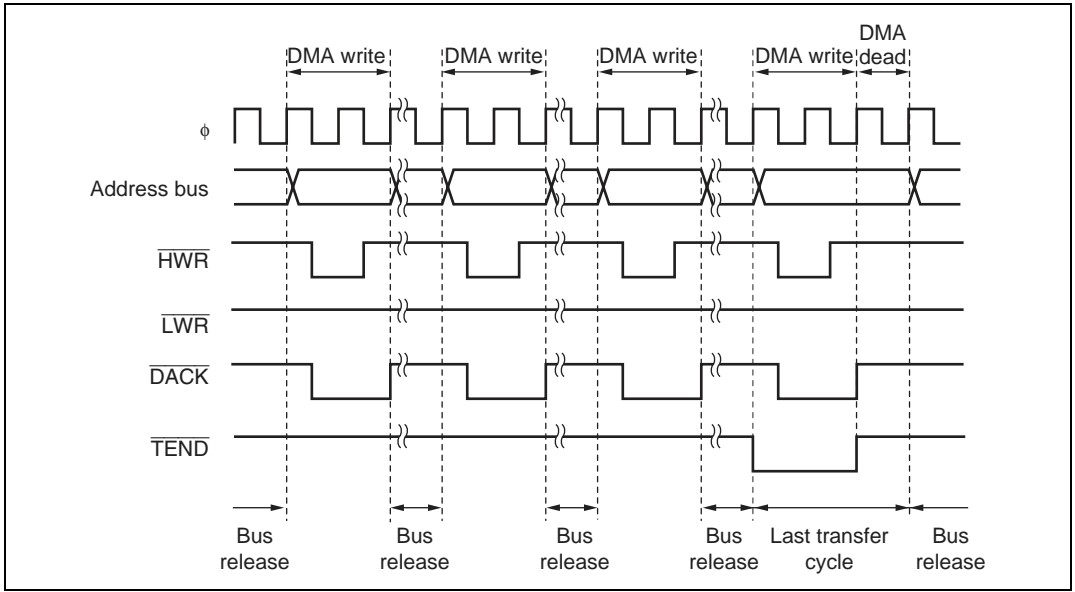 DMA
DMA write DMA write DMA write DMA write dead
ϕ
Address bus
HWR
LWR
DACK
TEND
Bus Bus Bus Bus Last transfer Bus
release release release release cycle release